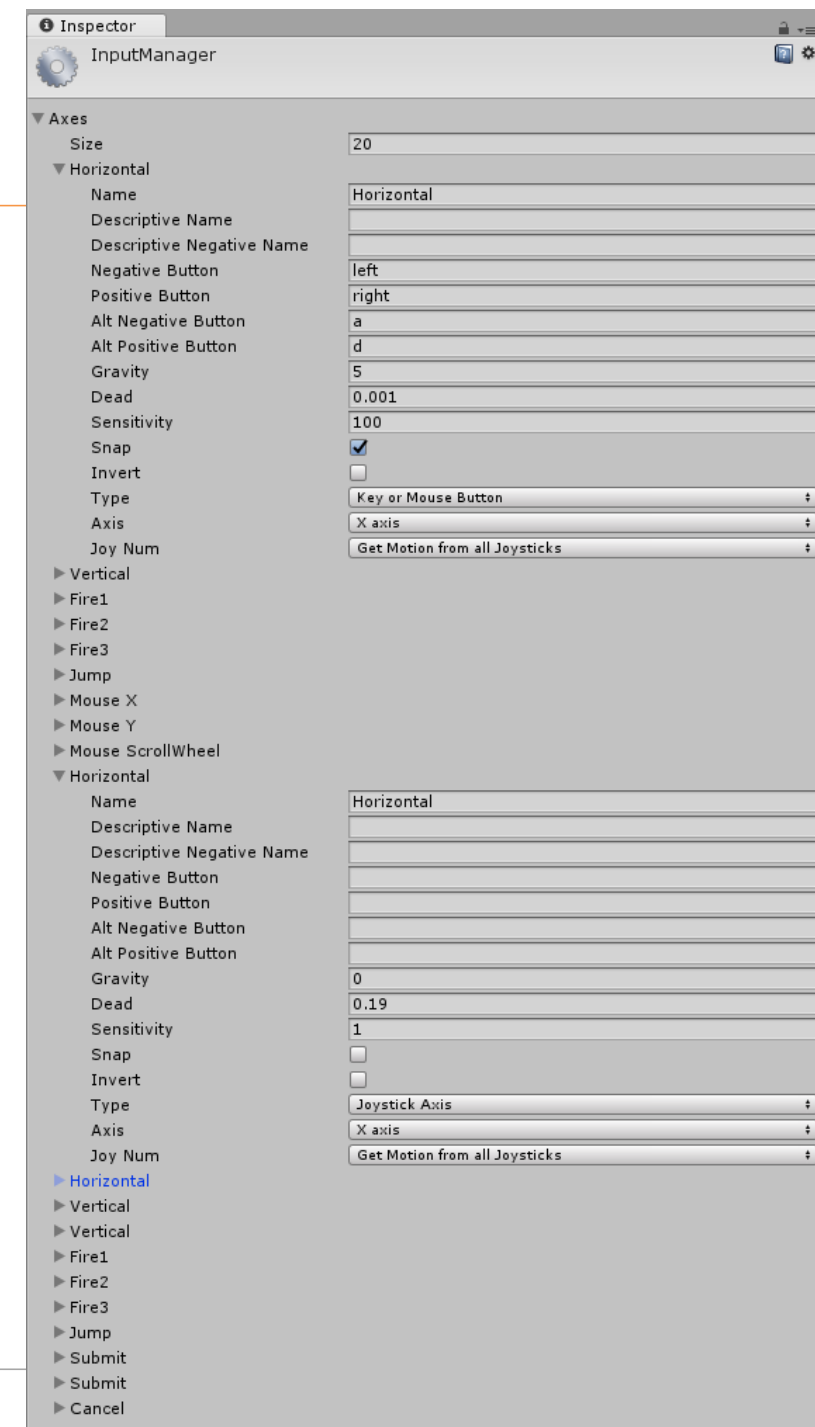 Inspector
InputManager
Axes
Size 20
Horizontal
Name Horizontal
Descriptive Name
Descriptive Negative Name
Negative Button left
Positive Button right
Alt Negative Button a
Alt Positive Button d
Gravity 5
Dead 0.001
Sensitivity 100
Snap
Invert
Type Key or Mouse Button
Axis X axis
Joy Num Get Motion from all Joysticks
Vertical
Fire1
Fire2
Fire3
Jump
Mouse X
Mouse Y
Mouse ScrollWheel
Horizontal
Name Horizontal
Descriptive Name
Descriptive Negative Name
Negative Button
Positive Button
Alt Negative Button
Alt Positive Button
Gravity 0
Dead 0.19
Sensitivity 1
Snap
Invert
Type Joystick Axis
Axis X axis
Joy Num Get Motion from all Joysticks
Horizontal
Vertical
Vertical
Fire1
Fire2
Fire3
Jump
Submit
Submit
Cancel